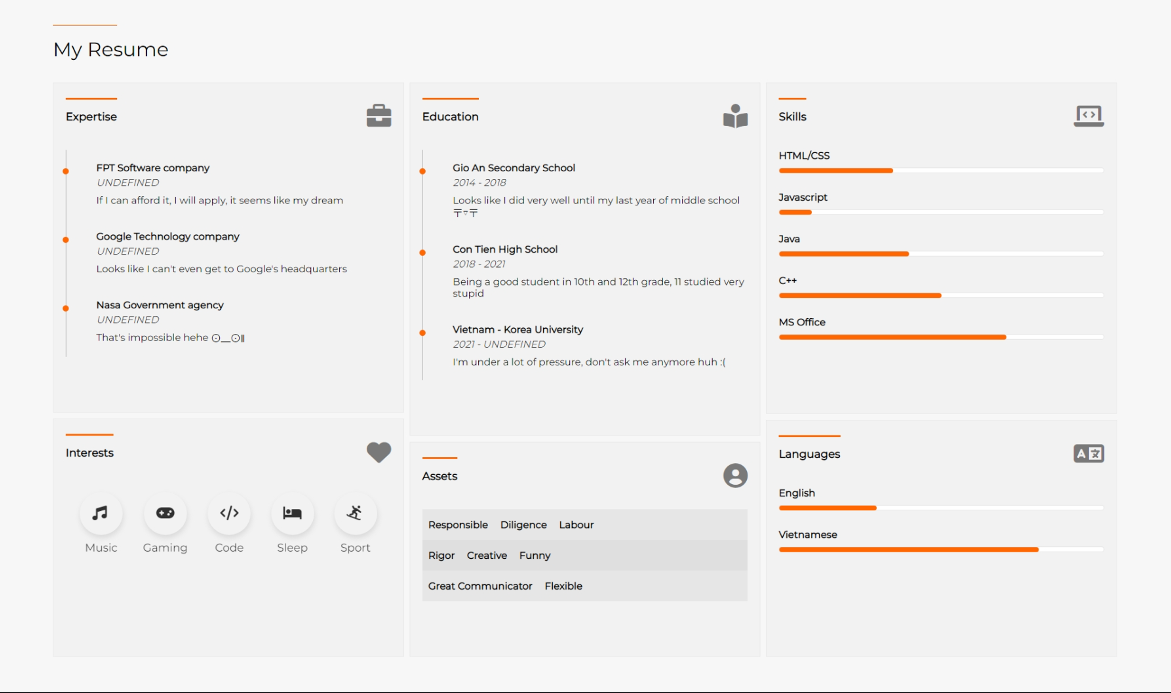 My Resume
Expertise
FPT Software company
UNDEFINED
If I can afford it, I will apply, it seems like my dream
Google Technology company
UNDEFINED
Looks like I can't even get to Google's headquarters
Nasa Government agency
UNDEFINED
That's impossible hehe ⊙__⊙∥
Education
Gio An Secondary School
2014 - 2018
Looks like I did very well until my last year of middle school
〒▽〒
Con Tien High School
2018 - 2021
Being a good student in 10th and 12th grade, 11 studied very
stupid
Vietnam - Korea University
2021 - UNDEFINED
I'm under a lot of pressure, don't ask me anymore huh :(
Skills
HTML/CSS
Javascript
Java
C++
MS Office
Interests
Music Gaming Code Sleep Sport
Assets
Responsible Diligence Labour
Rigor Creative Funny
Great Communicator Flexible
Languages
English
Vietnamese